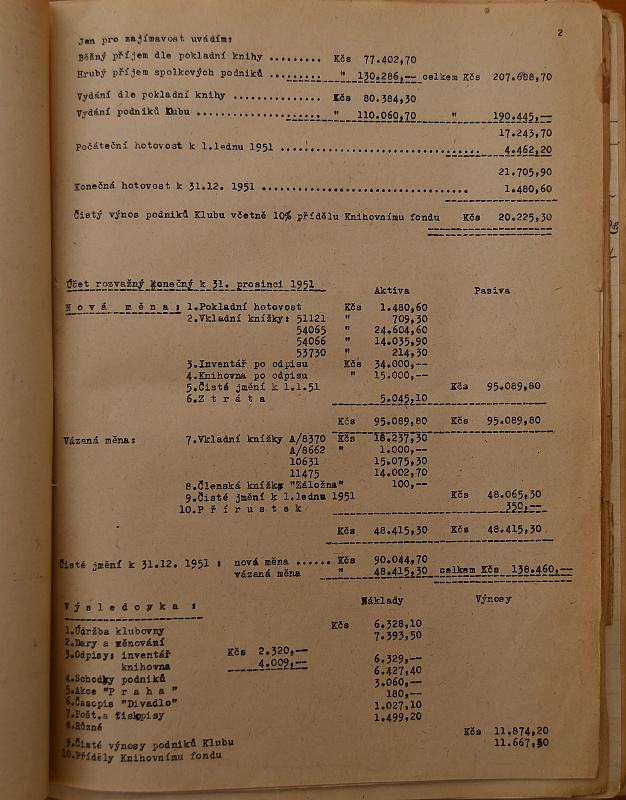 2
Jen pro zajímavost uvádím:
Běžný příjem dle pokladní knihy ......... Kčs 77.402,70
Hrubý příjem spolkových podniků ......... " 130.286,-- celkem Kčs 207.688,70
Vydání dle pokladní knihy .............. Kčs 80.384,30
Vydání podniků Klubu ................... " 110.060,70 " 190.445,--
17.243,70
Počáteční hotovost k 1.lednu 1951 ................................ 4.462,20
21.705,90
Konečná hotovost k 31.12. 1951 ................................. 1.480,60
Čistý výnos podniků Klubu včetně 10% přídělu Knihovnímu fondu Kčs 20.225,30
Účet rozvažný konečný k 31. prosinci 1951
Aktiva Pasiva
N o v á m ě n a : 1.Pokladní hotovost Kčs 1.480,60
2.Vkladní knížky: 51121 " 709,30
54065 " 24.604,60
54066 " 14.035,90
53730 " 214,30
3.Inventář po odpisu Kčs 34.000,--
4.Knihovna po odpisu " 15.000,--
5.Čisté jmění k 1.1.51 Kčs 95.089,80
6.Z t r á t a 5.045,10
Kčs 95.089,80 Kčs 95.089,80
Vázaná měna: 7.Vkladní knížky A/8370 Kčs 18.237,30
A/8662 " 1.000,--
10631 15.075,30
11475 14.002,70
8.Členská knížka "Záložna" 100,--
9.Čisté jmění k 1.lednu 1951 Kčs 48.065,30
10.P ř í r u s t e k 350,--
Kčs 48.415,30 Kčs 48.415,30
Čisté jmění k 31.12. 1951 : nová měna ...... Kčs 90.044,70
vázaná měna " 48.415,30 celkem Kčs 138.460,--
V ý s l e d o v k a : Náklady Výnosy
1.Údržba klubovny Kčs 6.328,10
2.Dary a věnování 7.393,50
3.Odpisy: inventář Kčs 2.320,--
knihovna 4.009,-- 6.329,--
4.Schodky podniků 6.427,40
5.Akce "P r a h a " 3.060,--
6.Časopis "Divadlo" 180,--
7.Pošt.a tiskopisy 1.027,10
8.Různé 1.499,20
9.Čisté výnosy podniků Klubu Kčs 11.874,20
10.Příděly Knihovnímu fondu 11.667,50